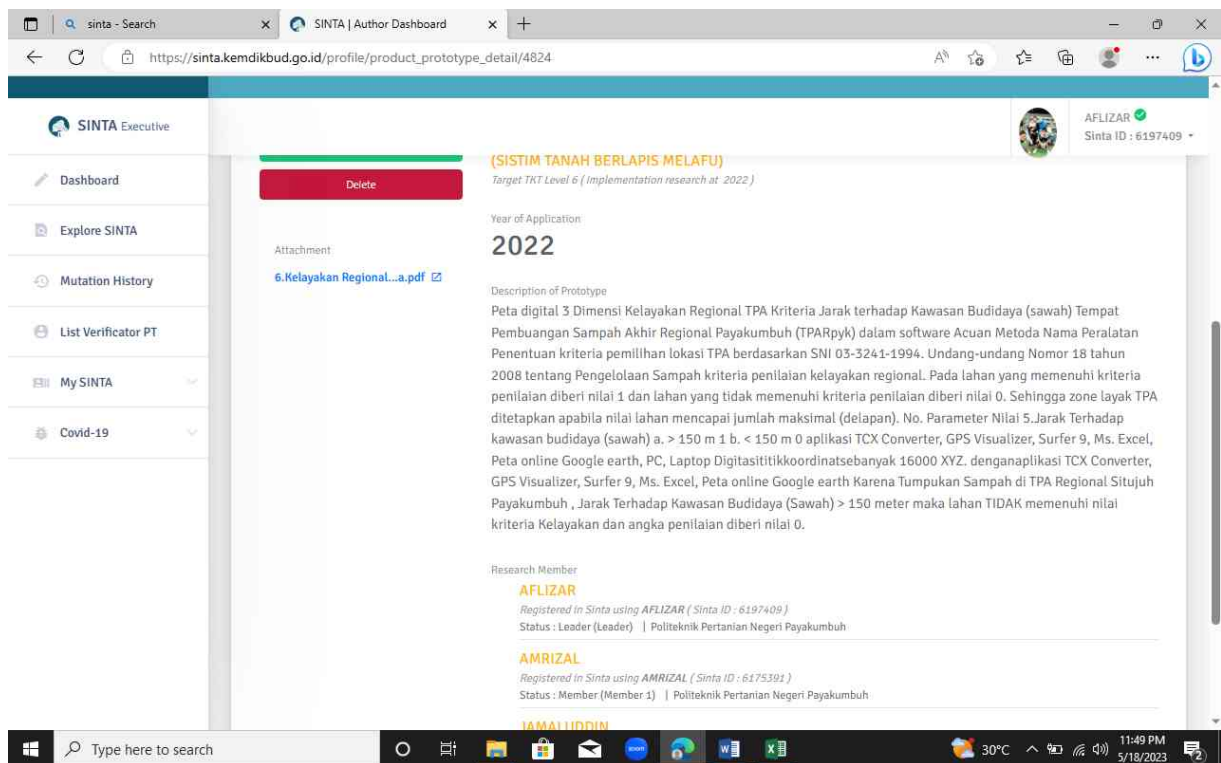 sinta - Search
SINTA | Author Dashboard
https://sinta.kemdikbud.go.id/profile/product_prototype_detail/4824
SINTA Executive
AFLIZAR
Sinta ID : 6197409
Dashboard
Explore SINTA
Mutation History
List Verificator PT
My SINTA
Covid-19
Delete
Attachment
6.Kelayakan Regional...a.pdf
(SISTIM TANAH BERLAPIS MELAFU)
Target TKT Level 6 ( Implementation research at 2022 )
Year of Application
2022
Description of Prototype
Peta digital 3 Dimensi Kelayakan Regional TPA Kriteria Jarak terhadap Kawasan Budidaya (sawah) Tempat
Pembuangan Sampah Akhir Regional Payakumbuh (TPARpyk) dalam software Acuan Metoda Nama Peralatan
Penentuan kriteria pemilihan lokasi TPA berdasarkan SNI 03-3241-1994. Undang-undang Nomor 18 tahun
2008 tentang Pengelolaan Sampah kriteria penilaian kelayakan regional. Pada lahan yang memenuhi kriteria
penilaian diberi nilai 1 dan lahan yang tidak memenuhi kriteria penilaian diberi nilai 0. Sehingga zone layak TPA
ditetapkan apabila nilai lahan mencapai jumlah maksimal (delapan). No. Parameter Nilai 5.Jarak Terhadap
kawasan budidaya (sawah) a. > 150 m 1 b. < 150 m 0 aplikasi TCX Converter, GPS Visualizer, Surfer 9, Ms. Excel,
Peta online Google earth, PC, Laptop Digitasititikkoordinatsebanyak 16000 XYZ. denganaplikasi TCX Converter,
GPS Visualizer, Surfer 9, Ms. Excel, Peta online Google earth Karena Tumpukan Sampah di TPA Regional Situjuh
Payakumbuh , Jarak Terhadap Kawasan Budidaya (Sawah) > 150 meter maka lahan TIDAK memenuhi nilai
kriteria Kelayakan dan angka penilaian diberi nilai 0.
Research Member
AFLIZAR
Registered in Sinta using AFLIZAR ( Sinta ID : 6197409 )
Status : Leader (Leader) | Politeknik Pertanian Negeri Payakumbuh
AMRIZAL
Registered in Sinta using AMRIZAL ( Sinta ID : 6175391 )
Status : Member (Member 1) | Politeknik Pertanian Negeri Payakumbuh
JAMALUDDIN
Type here to search
zoom
30°C
11:49 PM
5/18/2023
2